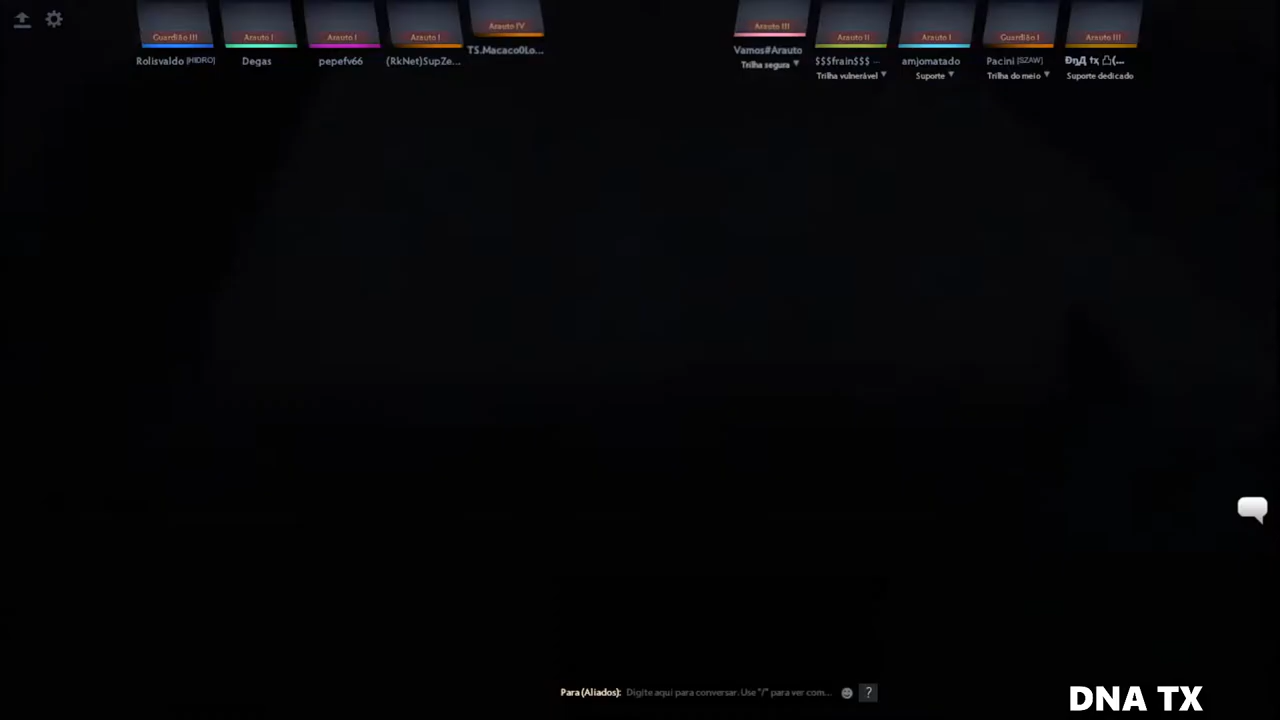 Guardião III
Arauto I
Arauto I
Arauto I
Arauto IV
Arauto III
Arauto II
Arauto I
Guardião I
Arauto III
Rolisvaldo [HIDRO]
Degas
pepefv66
(RkNet)SupZe...
TS.Macaco0Lo...
Vamos#Arauto
$$$frain$$$ ...
amjomatado
Pacini [SZAW]
Trilha segura
Trilha vulnerável
Suporte
Trilha do meio
Suporte dedicado
Para (Aliados): Digite aqui para conversar. Use "/" para ver com...
?
DNA TX